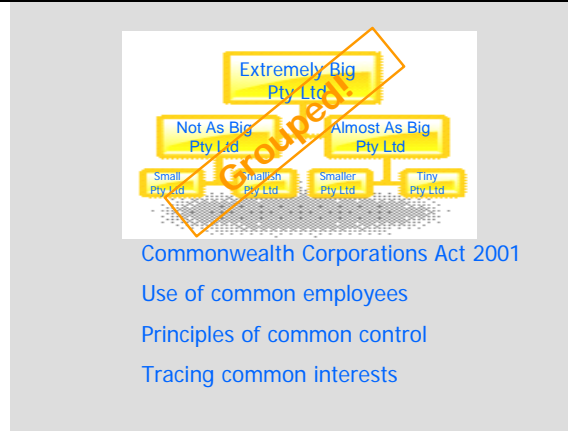 Extremely Big
Pty Ltd
Grouped!
Not As Big
Pty Ltd
Almost As Big
Pty Ltd
Small
Pty Ltd
Smallish
Pty Ltd
Smaller
Pty Ltd
Tiny
Pty Ltd
Commonwealth Corporations Act 2001
Use of common employees
Principles of common control
Tracing common interests